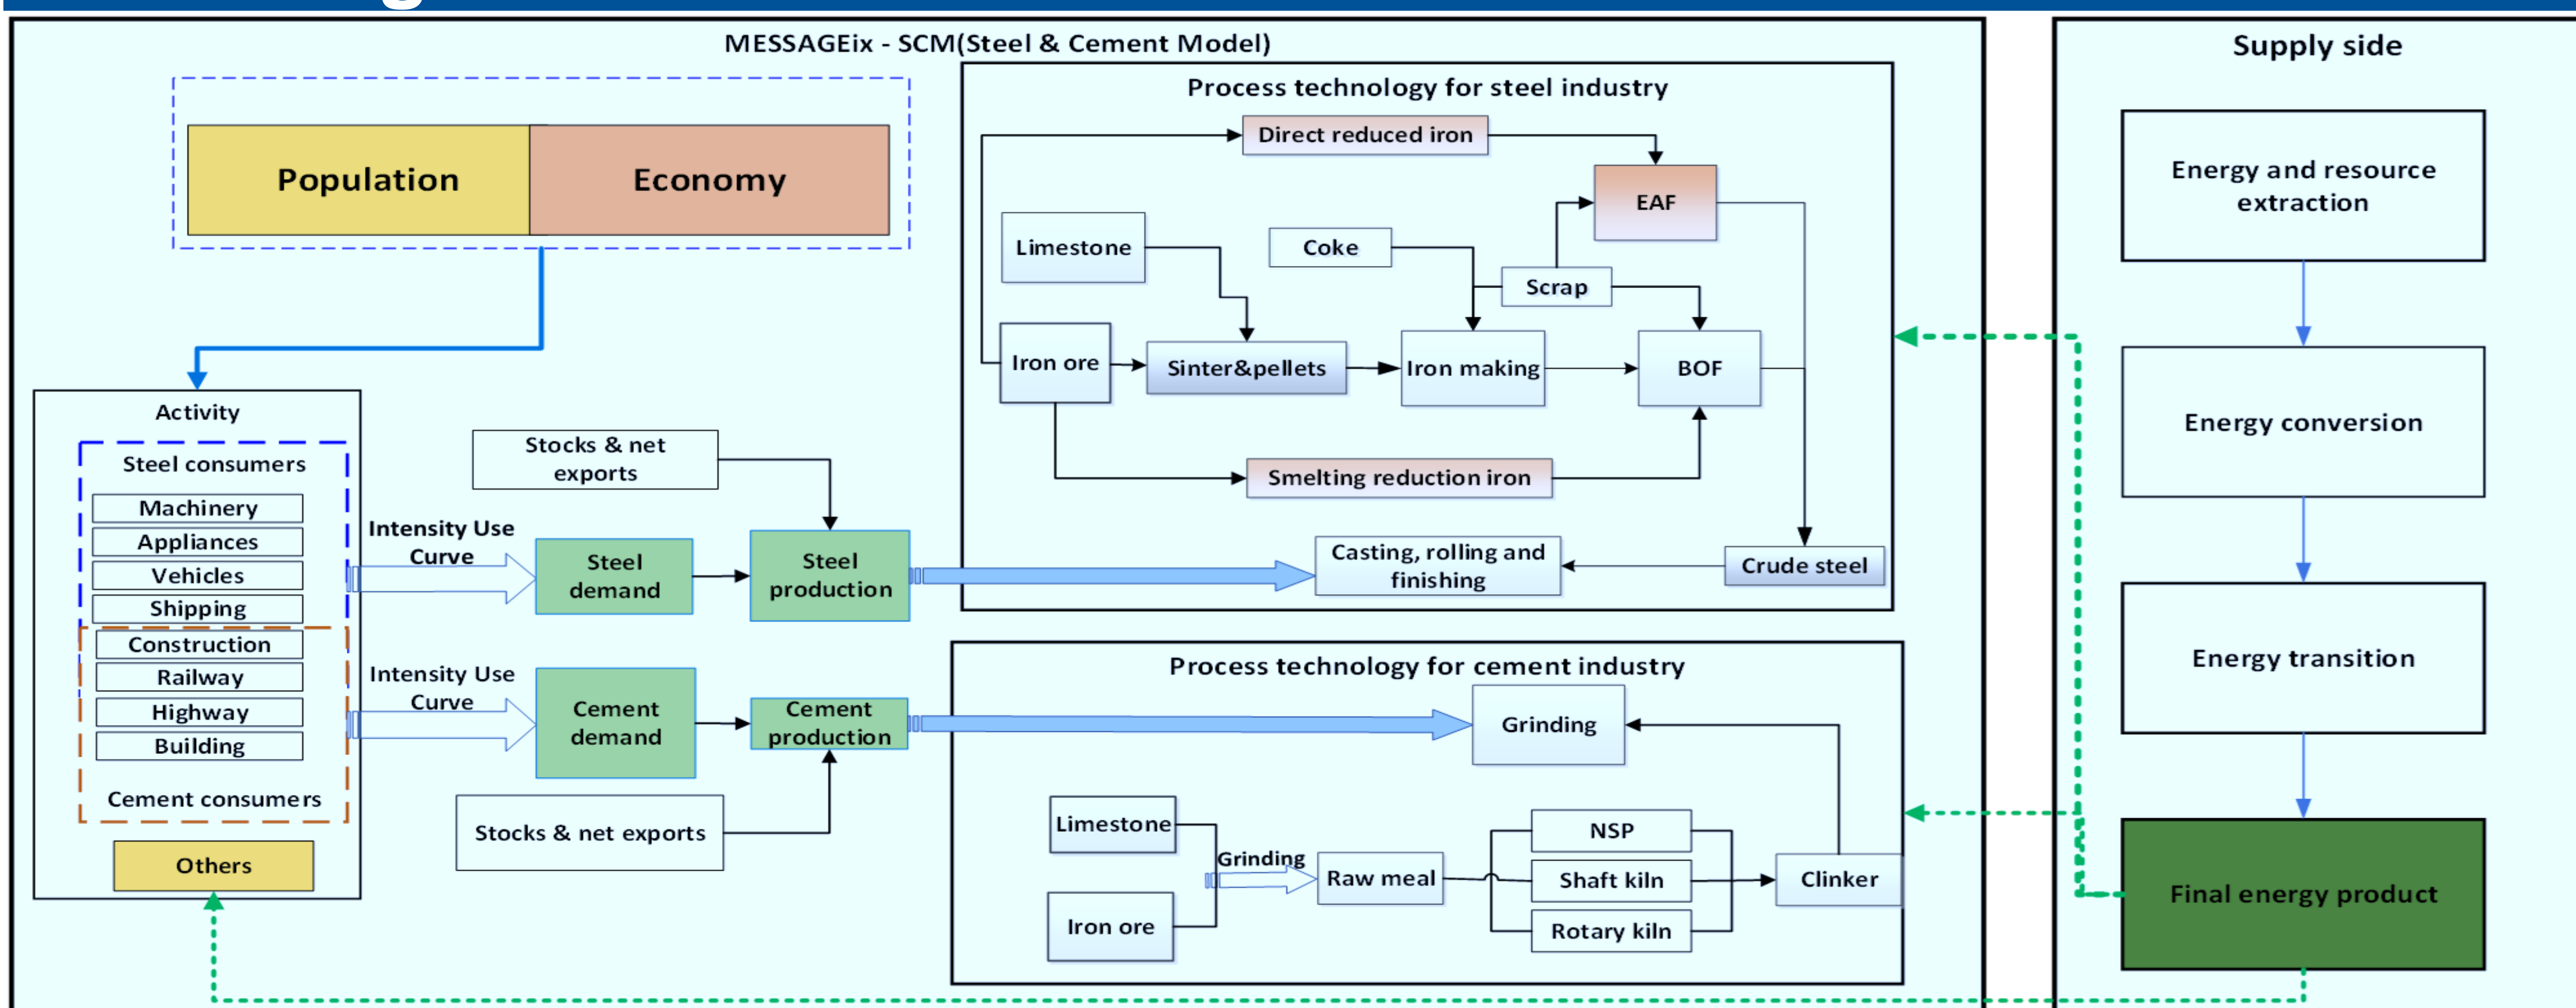 MESSAGEix - SCM(Steel & Cement Model)
Population
Economy
Activity
Steel consumers
Machinery
Appliances
Vehicles
Shipping
Construction
Railway
Highway
Building
Cement consumers
Others
Intensity Use
Curve
Intensity Use
Curve
Stocks & net
exports
Steel
demand
Steel
production
Cement
demand
Cement
production
Stocks & net exports
Process technology for steel industry
Direct reduced iron
EAF
Limestone
Coke
Scrap
Iron ore
Sinter&pellets
Iron making
BOF
Smelting reduction iron
Casting, rolling and
finishing
Crude steel
Process technology for cement industry
Grinding
Limestone
Grinding
Iron ore
Raw meal
NSP
Shaft kiln
Rotary kiln
Clinker
Supply side
Energy and resource
extraction
Energy conversion
Energy transition
Final energy product